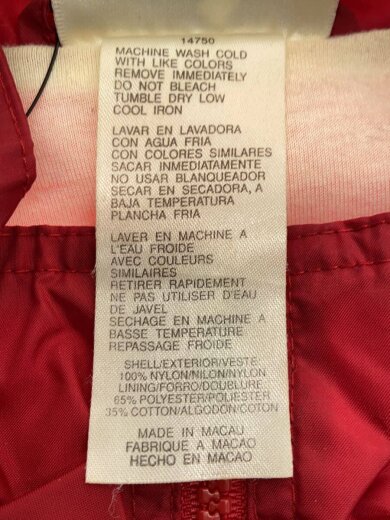 14750
MACHINE WASH COLD
WITH LIKE COLORS
REMOVE IMMEDIATELY
DO NOT BLEACH
TUMBLE DRY LOW
COOL IRON
LAVAR EN LAVADORA
CON AGUA FRIA
CON COLORES SIMILARES
SACAR INMEDIATAMENTE
NO USAR BLANQUEADOR
SECAR EN SECADORA, A
BAJA TEMPERATURA
PLANCHA FRIA
LAVER EN MACHINE A
L'EAU FROIDE
AVEC COULEURS
SIMILAIRES
RETIRER RAPIDEMENT
NE PAS UTILISER D'EAU
DE JAVEL
SECHAGE EN MACHINE A
BASSE TEMPERATURE
REPASSAGE FROIDE
SHELL/EXTERIOR/VESTE
100% NYLON/NILON/NYLON
LINING/FORRO/DOUBLURE
65% POLYESTER/POLIESTER
35% COTTON/ALGODON/COTON
MADE IN MACAU
FABRIQUE A MACAO
HECHO EN MACAO